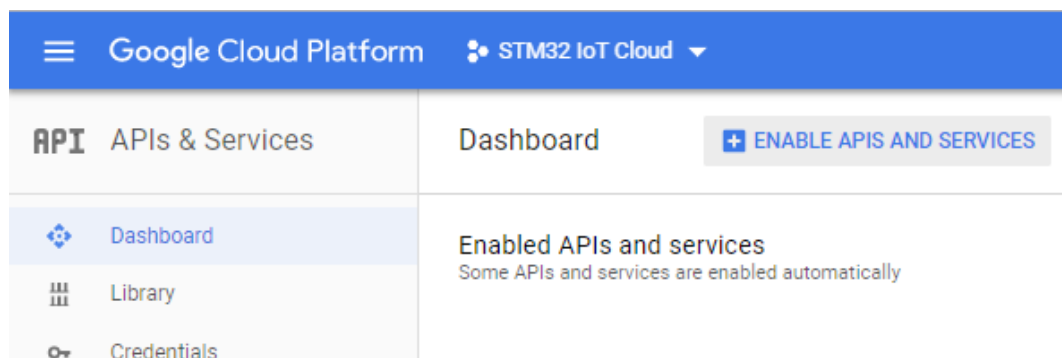 Google Cloud Platform STM32 IoT Cloud
API APIs & Services
Dashboard ENABLE APIS AND SERVICES
Dashboard
Library
Credentials
Enabled APIs and services
Some APIs and services are enabled automatically